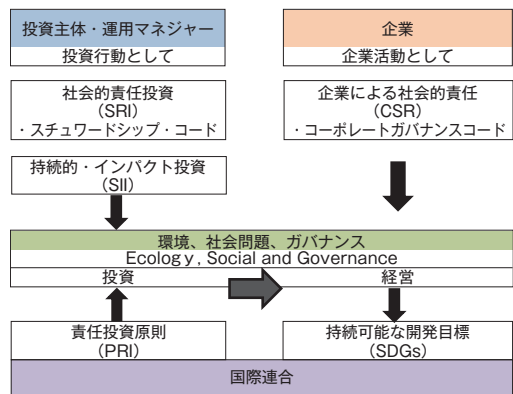 投資主体・運用マネジャー
投資行動として
企業
企業活動として
社会的責任投資
(SRI)
・スチュワードシップ・コード
企業による社会的責任
(CSR)
・コーポレートガバナンスコード
持続的・インパクト投資
(SII)
環境、社会問題、ガバナンス
Ecology, Social and Governance
投資
経営
責任投資原則
(PRI)
持続可能な開発目標
(SDGs)
国際連合